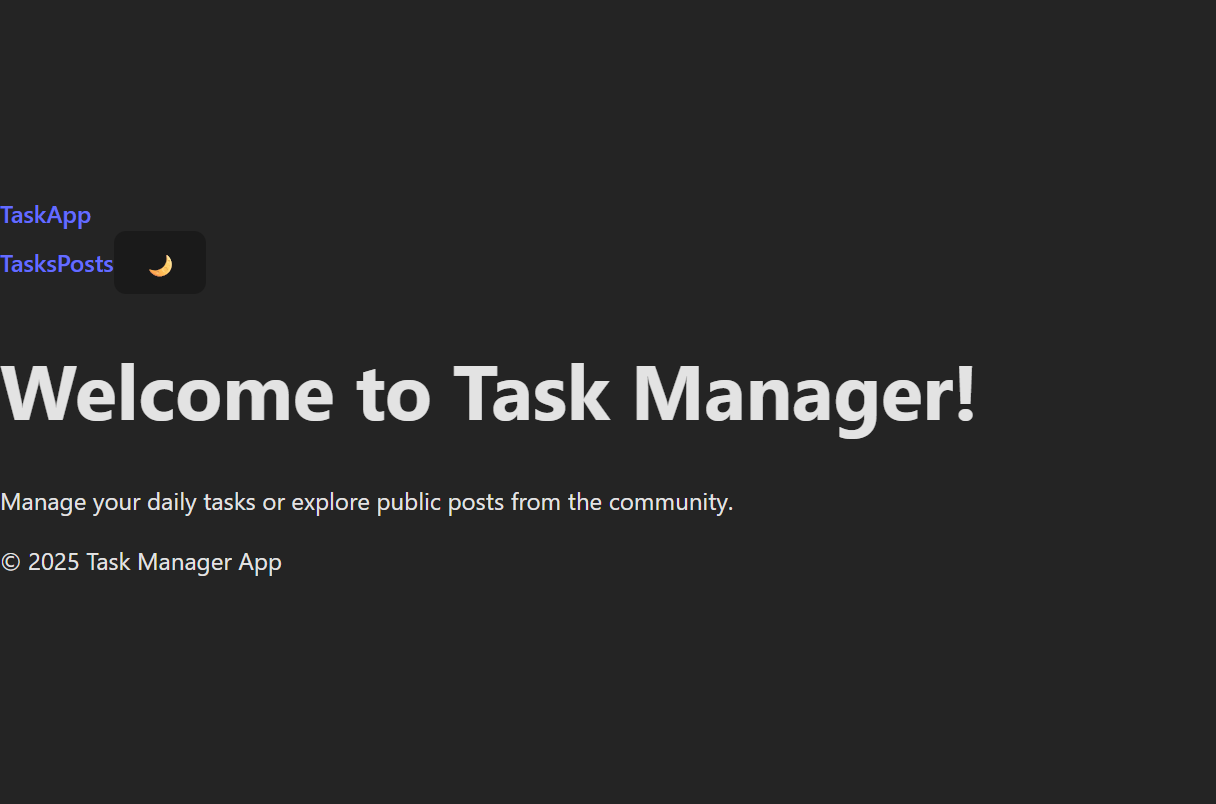 TaskApp
TasksPosts
Welcome to Task Manager!
Manage your daily tasks or explore public posts from the community.
© 2025 Task Manager App